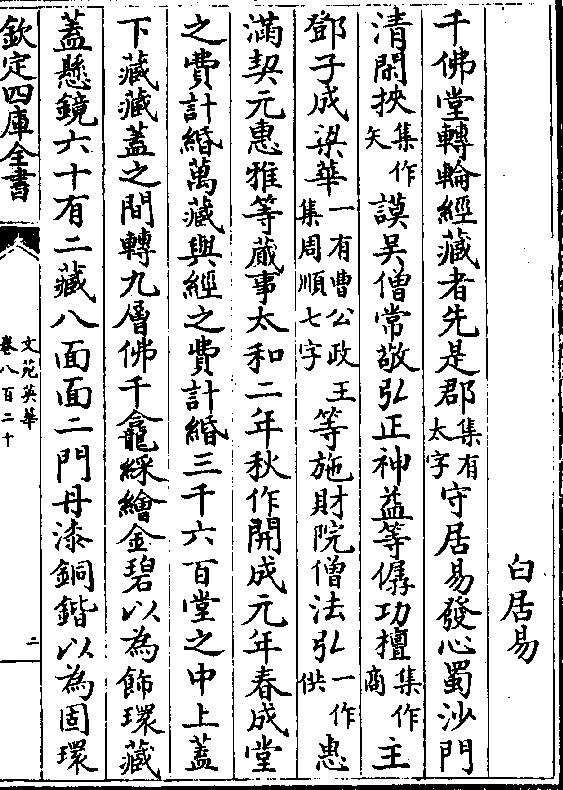 白居易
千佛堂轉輪經藏者先是郡集有太字守居易發心蜀沙門
清閑挾集作矢謨吳僧常敬弘正神益等僝功檀集作商主
鄧子成梁華一有曹公政王集周順七字等施財院僧法弘一作供惠
滿契元惠雅等蕆事太和二年秋作開成元年春成堂
之費計緡萬藏與經之費計緡三千六百堂之中上蓋
下藏藏蓋之間轉九層佛千龕綵繪金碧以為飾環藏
蓋懸鏡六十有二藏八面面二門丹漆銅鍇以為固環
欽定四庫全書
文苑英華
卷八百二十
二